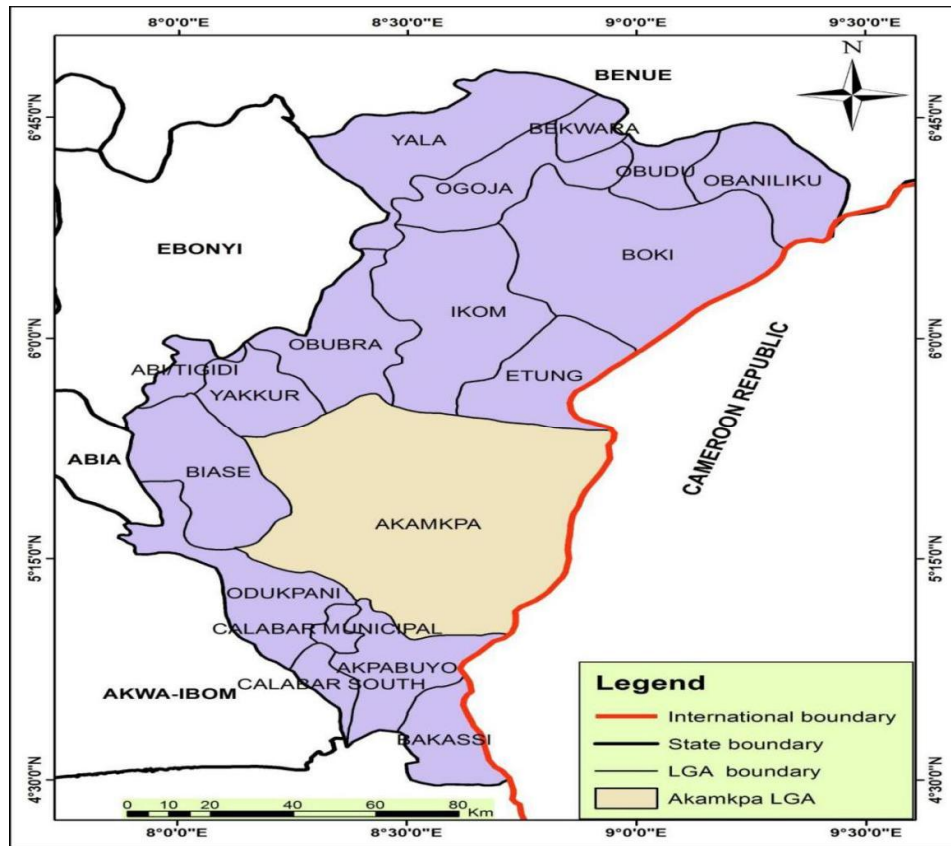 8°0'0"E
8°30'0"E
9°0'0"E
9°30'0"E
N
BENUE
6°45'0"N
6°45'0"N
YALA
BEKWARA
OBUDU
OBANILIKU
OGOJA
EBONYI
BOKI
IKOM
6°0'0"N
6°0'0"N
OBUBRA
ABI/TIGIDI
ETUNG
YAKKUR
CAMEROON REPUBLIC
ABIA
BIASE
AKAMKPA
5°15'0"N
5°15'0"N
ODUKPANI
CALABAR MUNICIPAL
AKPABUYO
CALABAR SOUTH
AKWA-IBOM
BAKASSI
Legend
International boundary
State boundary
LGA boundary
Akamkpa LGA
4°30'0"N
4°30'0"N
0 10 20 40 60 80
Km
8°0'0"E
8°30'0"E
9°0'0"E
9°30'0"E